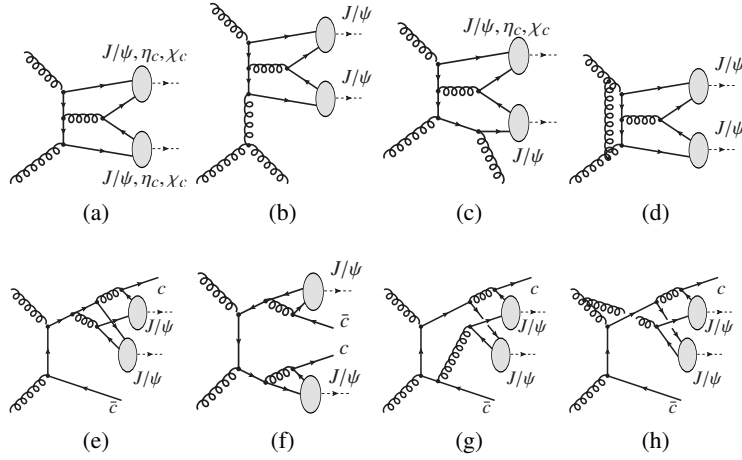 J/ψ, η_c, χ_c
J/ψ, η_c, χ_c
(a)
J/ψ
J/ψ
(b)
J/ψ, η_c, χ_c
J/ψ
(c)
J/ψ
J/ψ
(d)
c
J/ψ
J/ψ
c̄
(e)
J/ψ
c̄
c
J/ψ
(f)
c
J/ψ
J/ψ
c̄
(g)
c
J/ψ
J/ψ
c̄
(h)